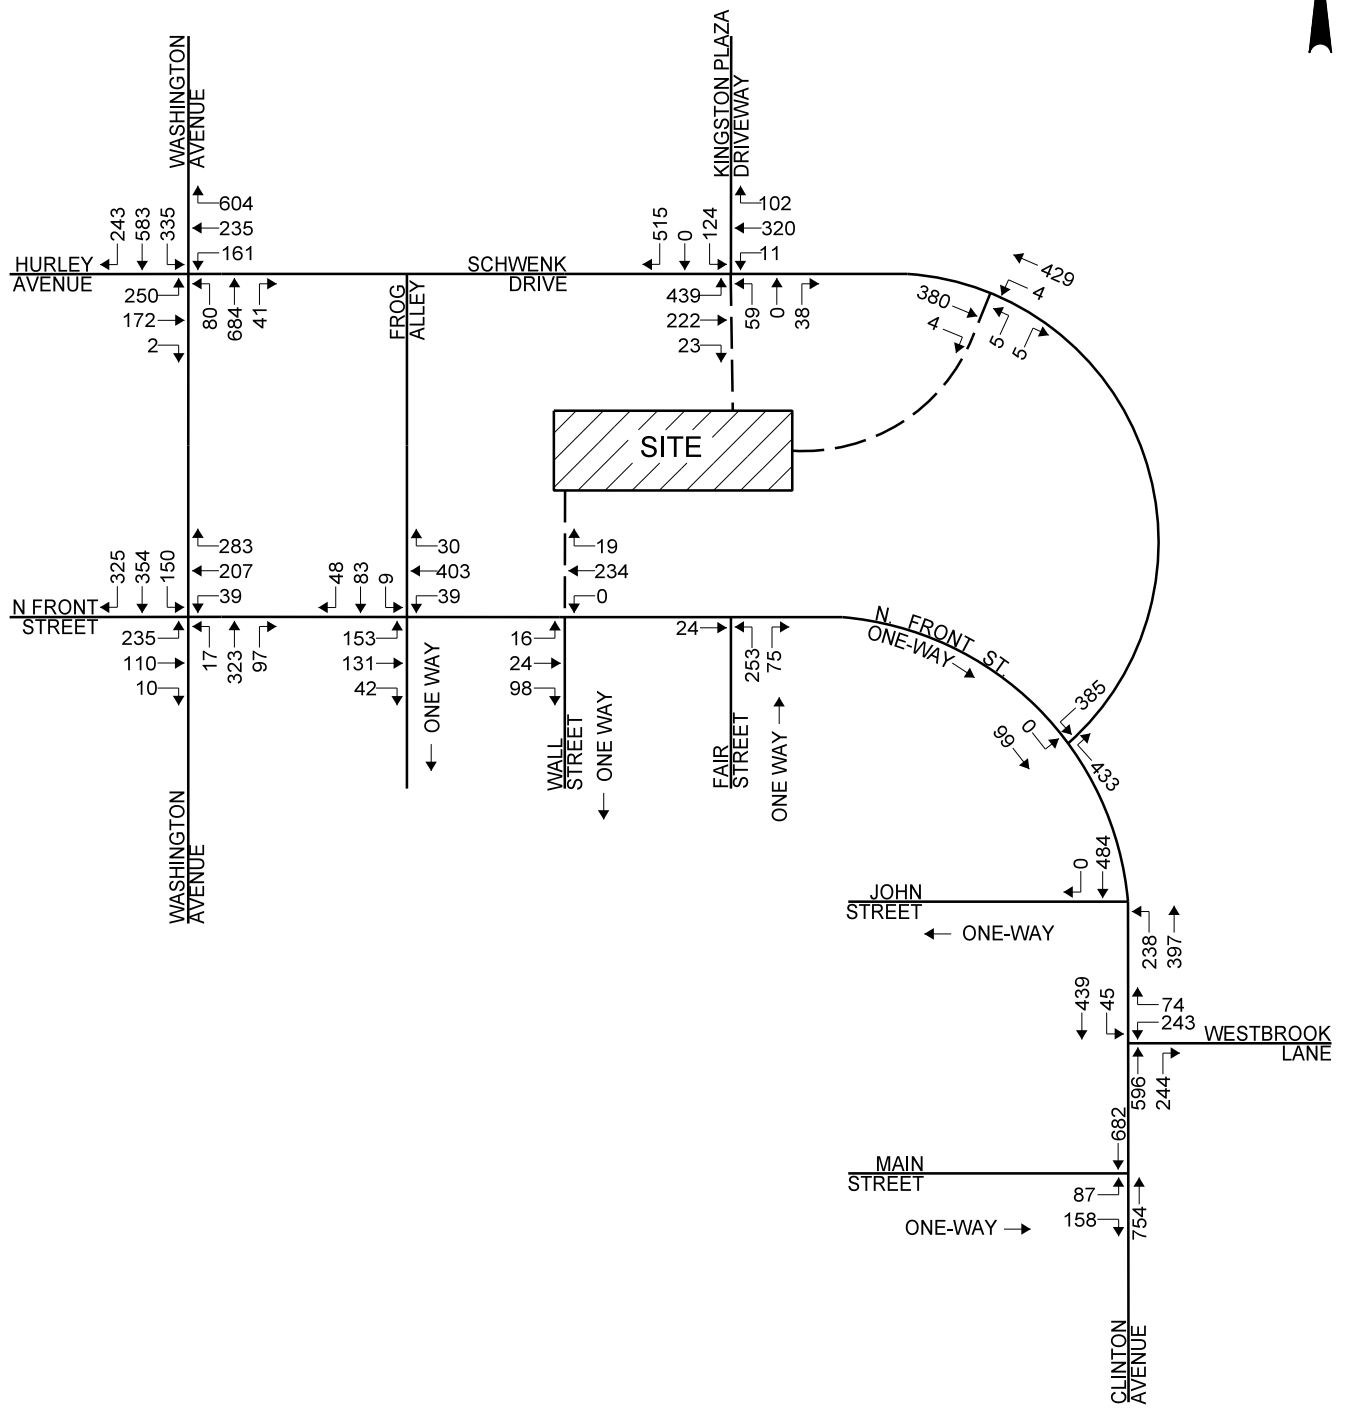 WASHINGTON
AVENUE
KINGSTON PLAZA
DRIVEWAY
243
583
335
604
235
161
515
0
124
102
320
11
HURLEY
AVENUE
SCHWENK
DRIVE
429
4
250
172
2
80
684
41
FROG
ALLEY
439
222
23
59
0
38
380
4
5
5
SITE
325
354
150
283
207
39
48
83
9
30
403
39
19
234
0
N FRONT
STREET
235
110
10
17
323
97
153
131
42
ONE WAY
16
24
98
WALL
STREET
ONE WAY
24
253
75
FAIR
STREET
ONE WAY
N. FRONT ST.
ONE-WAY
385
0
99
433
WASHINGTON
AVENUE
0
484
JOHN
STREET
ONE-WAY
238
397
439
45
74
243
WESTBROOK
LANE
596
244
682
MAIN
STREET
87
158
754
ONE-WAY
CLINTON
AVENUE